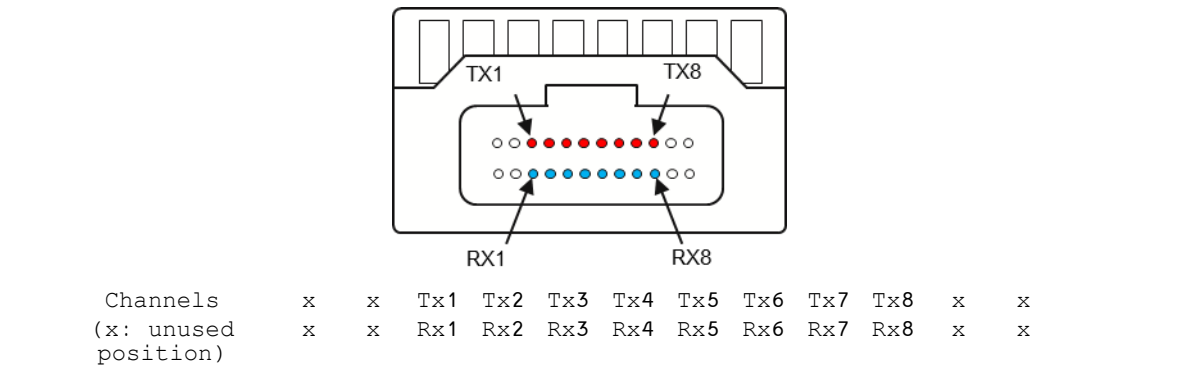 TX1 TX8
RX1 RX8
Channels x x Tx1 Tx2 Tx3 Tx4 Tx5 Tx6 Tx7 Tx8 x x
(x: unused x x Rx1 Rx2 Rx3 Rx4 Rx5 Rx6 Rx7 Rx8 x x
position)